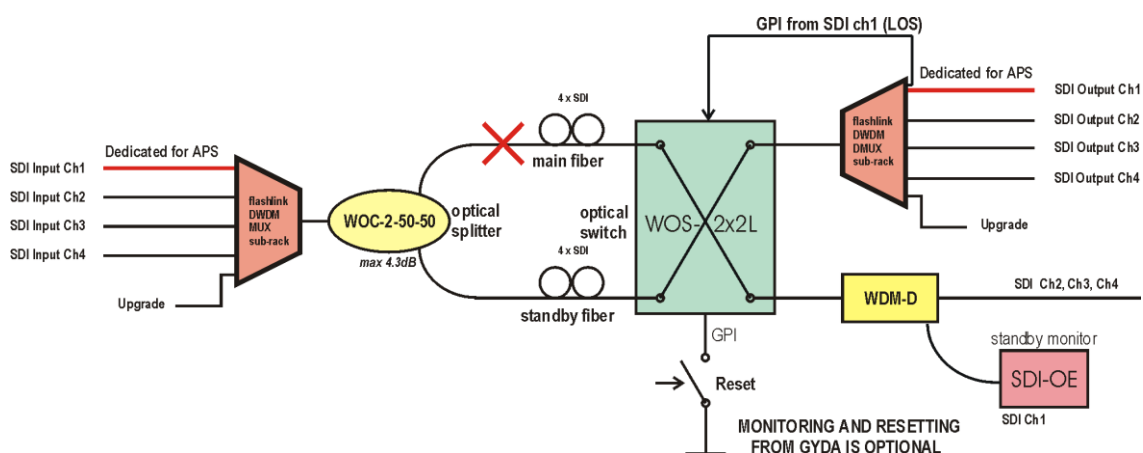 GPI from SDI ch1 (LOS)
Dedicated for APS
SDI Output Ch1
SDI Output Ch2
SDI Output Ch3
SDI Output Ch4
flashlink
DWDM
DMUX
sub-rack
Upgrade
4 x SDI
main fiber
Dedicated for APS
SDI Input Ch1
SDI Input Ch2
SDI Input Ch3
SDI Input Ch4
flashlink
DWDM
MUX
sub-rack
Upgrade
WOC-2-50-50
optical
splitter
max 4.3dB
optical
switch
WOS-2x2L
4 x SDI
standby fiber
WDM-D
SDI Ch2, Ch3, Ch4
standby monitor
SDI-OE
SDI Ch1
GPI
Reset
MONITORING AND RESETTING
FROM GYDA IS OPTIONAL